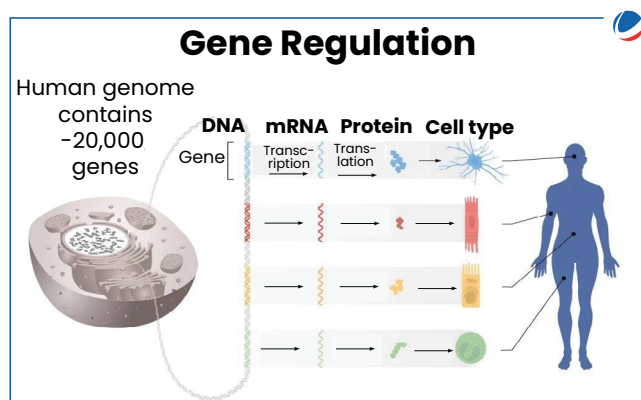 Gene Regulation
Human genome
contains
-20,000
genes
DNA
mRNA
Protein
Cell type
Gene
Transc-
ription
Trans-
lation